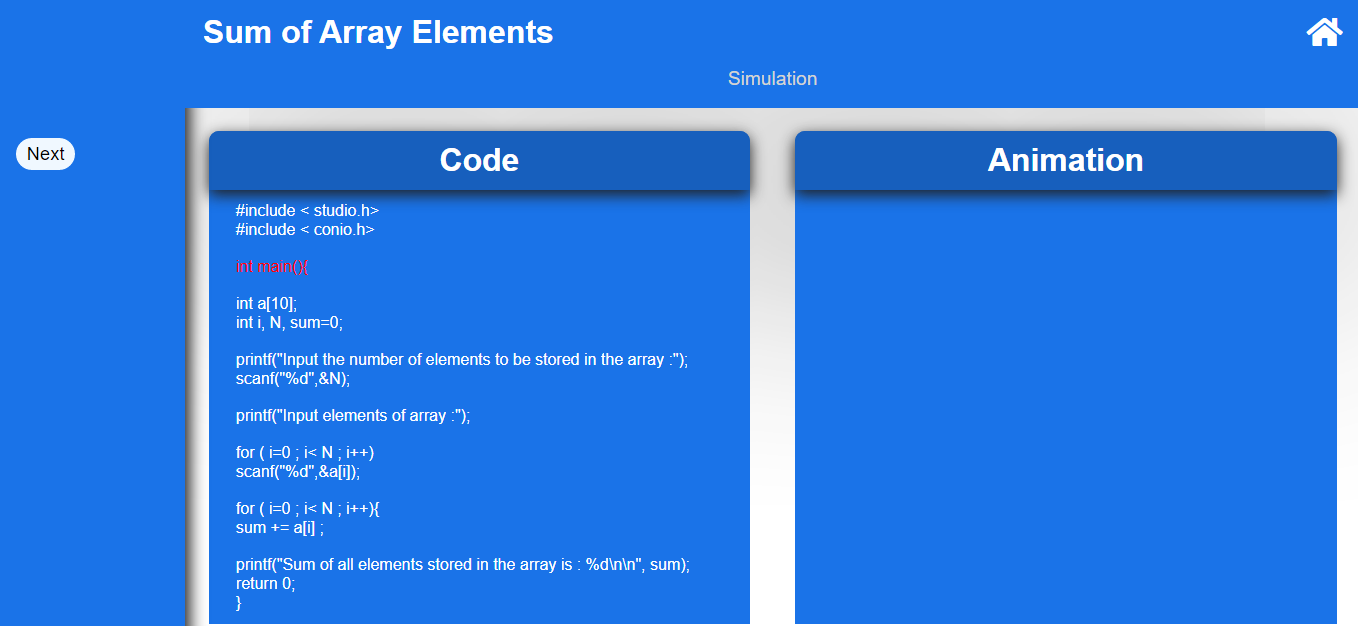 Sum of Array Elements
Simulation
Next
Code
#include < studio.h>
#include < conio.h>
int main(){
int a[10];
int i, N, sum=0;
printf("Input the number of elements to be stored in the array :");
scanf("%d",&N);
printf("Input elements of array :");
for ( i=0 ; i< N ; i++)
scanf("%d",&a[i]);
for ( i=0 ; i< N ; i++){
sum += a[i] ;
printf("Sum of all elements stored in the array is : %d\n\n", sum);
return 0;
}
Animation